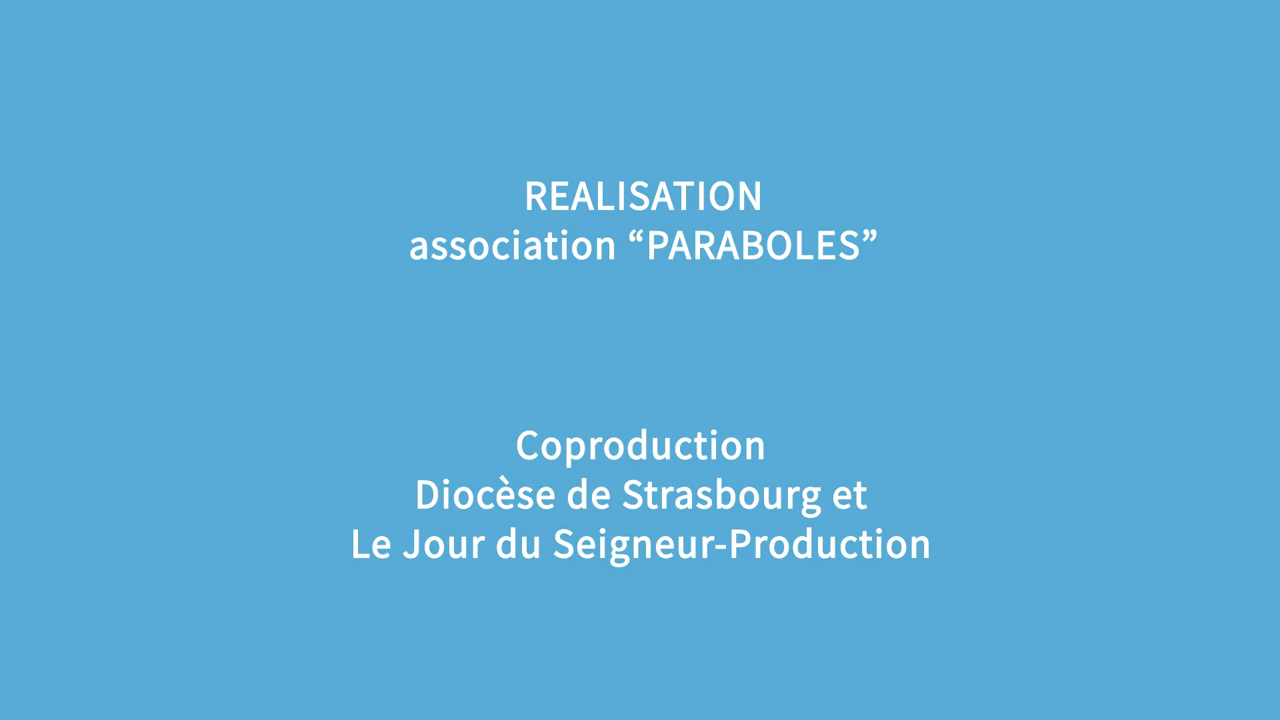 REALISATION
association “PARABOLES”
Coproduction
Diocèse de Strasbourg et
Le Jour du Seigneur-Production